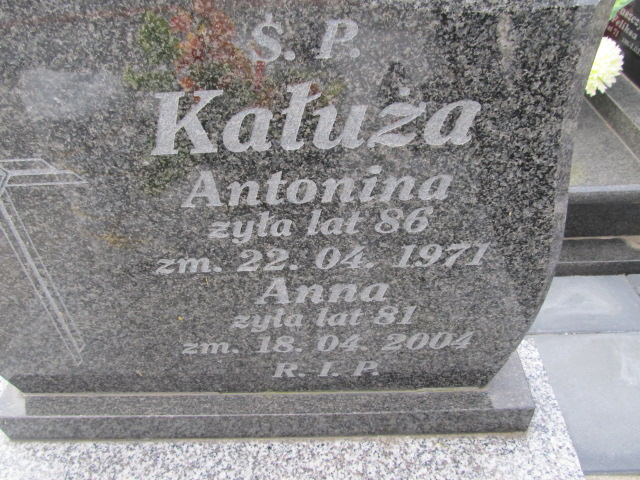 Ś. P.
Kałuża
Antonina
żyła lat 86
zm. 22. 04. 1971
Anna
żyła lat 81
zm. 18. 04. 2004
R. I. P.